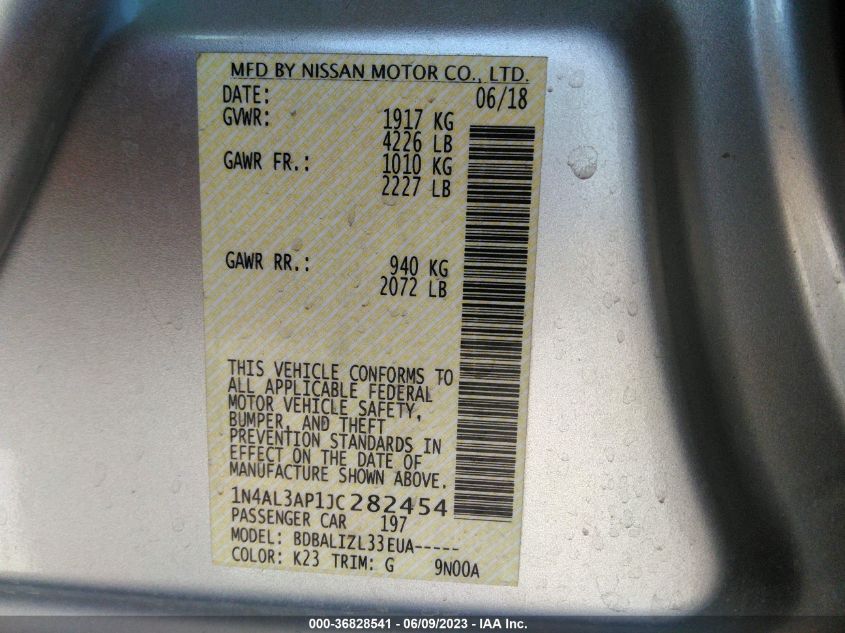 MFD BY NISSAN MOTOR CO., LTD.
DATE: 06/18
GVWR: 1917 KG
4226 LB
GAWR FR.: 1010 KG
2227 LB
GAWR RR.: 940 KG
2072 LB
THIS VEHICLE CONFORMS TO
ALL APPLICABLE FEDERAL
MOTOR VEHICLE SAFETY,
BUMPER, AND THEFT
PREVENTION STANDARDS IN
EFFECT ON THE DATE OF
MANUFACTURE SHOWN ABOVE.
1N4AL3AP1JC282454
PASSENGER CAR 197
MODEL: BDBALIZL33EUA-----
COLOR: K23 TRIM: G 9N00A
000-36828541 - 06/09/2023 - IAA Inc.